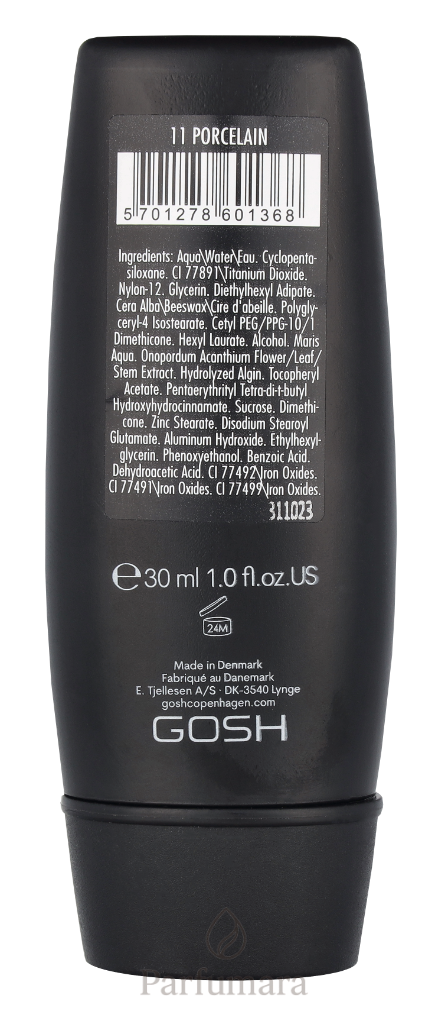 11 PORCELAIN
5 701278 601368
Ingredients: Aqua\Water\Eau. Cyclopenta-
siloxane. CI 77891\Titanium Dioxide.
Nylon-12. Glycerin. Diethylhexyl Adipate.
Cera Alba\Beeswax\Cire d'abeille. Polygly-
ceryl-4 Isostearate. Cetyl PEG/PPG-10/1
Dimethicone. Hexyl Laurate. Alcohol. Maris
Aqua. Onopordum Acanthium Flower/Leaf/
Stem Extract. Hydrolyzed Algin. Tocopheryl
Acetate. Pentaerythrityl Tetra-di-t-butyl
Hydroxyhydrocinnamate. Sucrose. Dimethi-
cone. Zinc Stearate. Disodium Stearoyl
Glutamate. Aluminum Hydroxide. Ethylhexyl-
glycerin. Phenoxyethanol. Benzoic Acid.
Dehydroacetic Acid. CI 77492\Iron Oxides.
CI 77491\Iron Oxides. CI 77499\Iron Oxides.
311023
℮ 30 ml 1.0 fl.oz.US
24M
Made in Denmark
Fabriqué au Danemark
E. Tjellesen A/S · DK-3540 Lynge
goshcopenhagen.com
GOSH
Parfumara